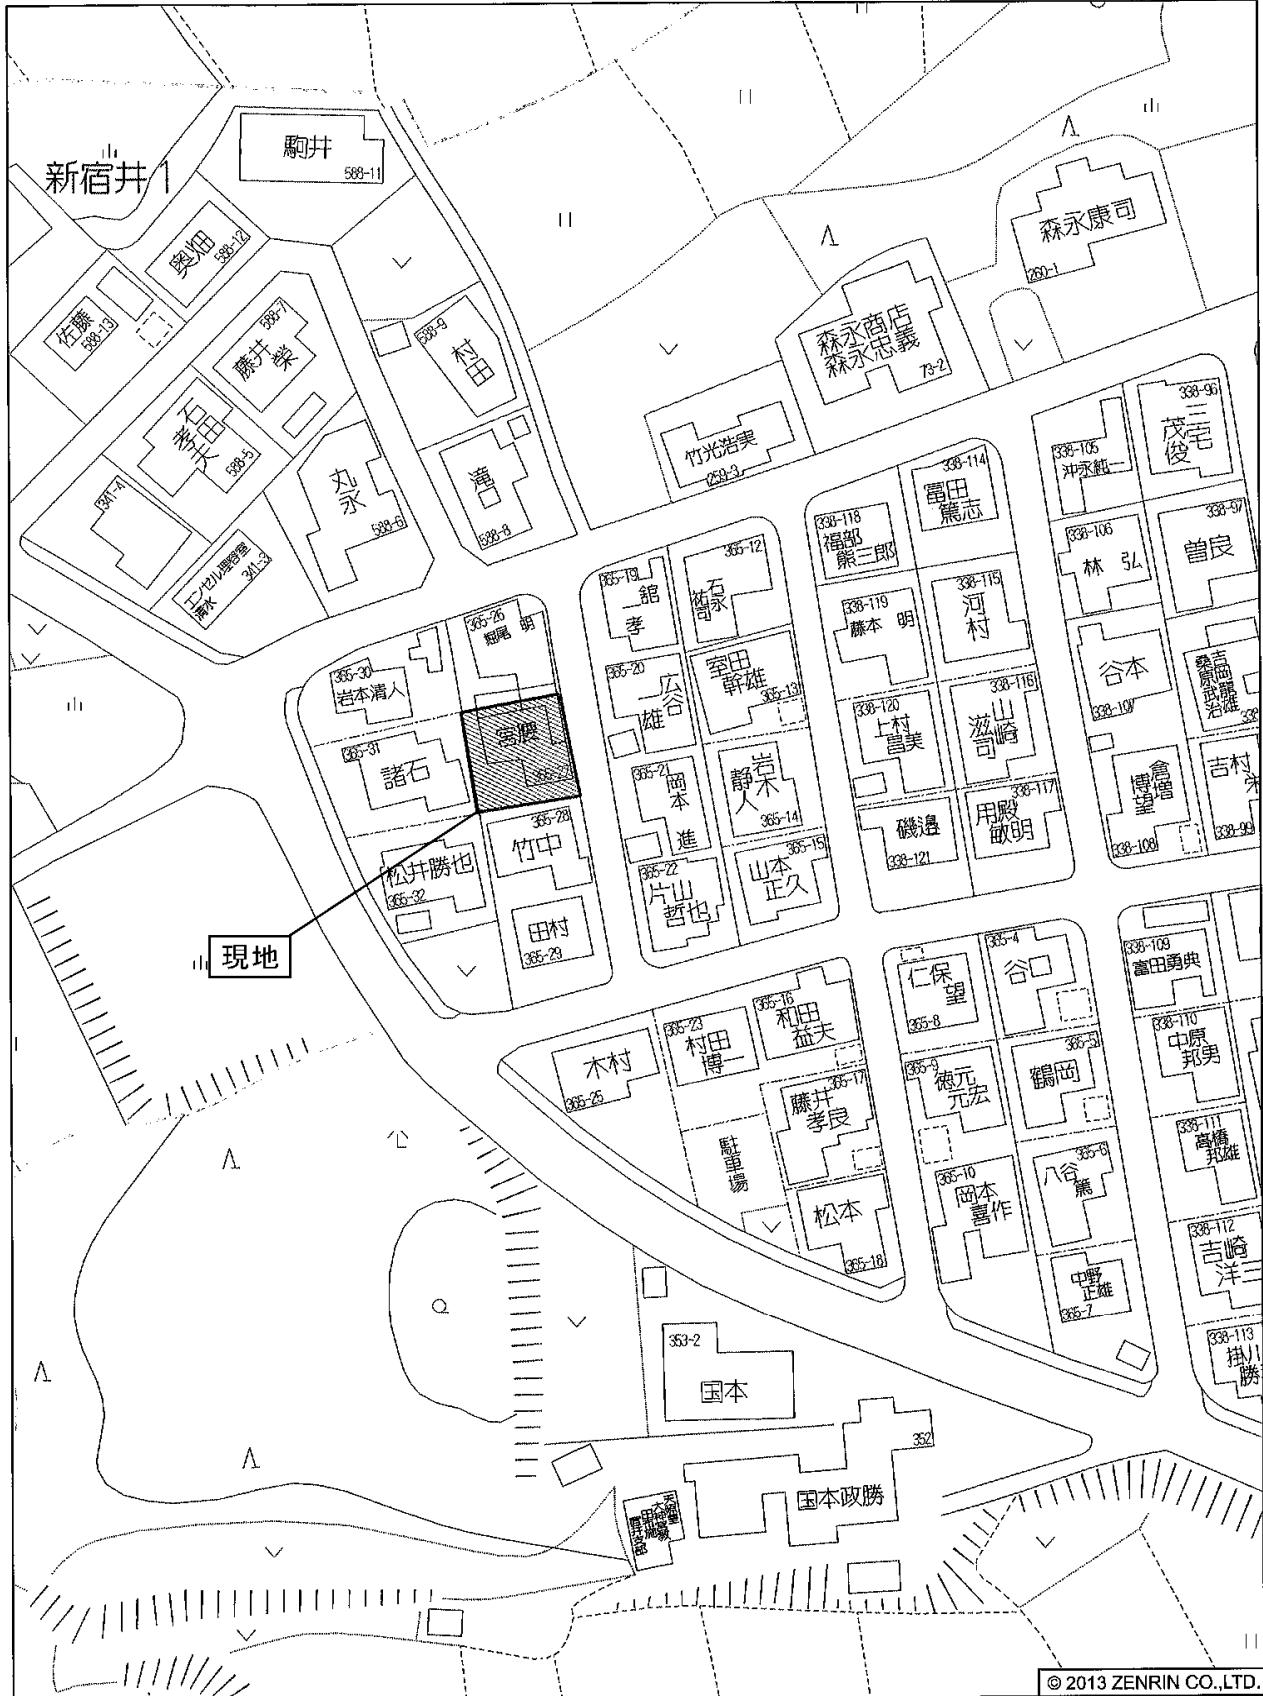 駒井
588-11
新宿井1
奥畑
588-12
佐藤
588-13
藤井
榮
588-7
588-9
村田
石田
孝夫
588-5
丸永
588-6
滝口
588-8
341-4
エンゼル理容室
清水
341-3
森永康司
260-1
森永商店
森永忠義
73-2
竹光浩実
259-3
338-96
三宅
茂俊
338-105
沖永純一
338-114
冨田
篤志
338-118
福部
熊三郎
338-97
曽良
338-106
林 弘
338-115
河村
338-119
藤本 明
365-12
石永
祐司
365-19
舘
孝一
365-26
堀尾 明
365-30
岩本清人
365-20
広谷
一雄
室田
幹雄
365-13
338-120
上村
昌美
338-116
山崎
滋司
谷本
338-107
吉岡
桑原武治
365-31
諸石
365-27
365-21
岡本
進
岩木
静人
365-14
磯邉
338-121
338-117
用殿
敏明
倉増
博望
338-108
吉村
338-99
365-28
竹中
松井勝也
365-32
田村
365-29
365-22
片山
哲也
365-15
山本
正久
現地
365-4
谷口
仁保
望
365-8
338-109
富田勇典
365-16
和田
益夫
365-23
村田
博一
木村
365-25
338-110
中原
邦男
365-5
鶴岡
365-9
徳元
元宏
365-17
藤井
孝良
駐車場
338-111
高橋
邦雄
365-6
八谷
篤
365-10
岡本
喜作
松本
365-18
338-112
吉崎
洋三
中野
正雄
365-7
338-113
掛川
勝
353-2
国本
352
国本政勝
© 2013 ZENRIN CO.,LTD.